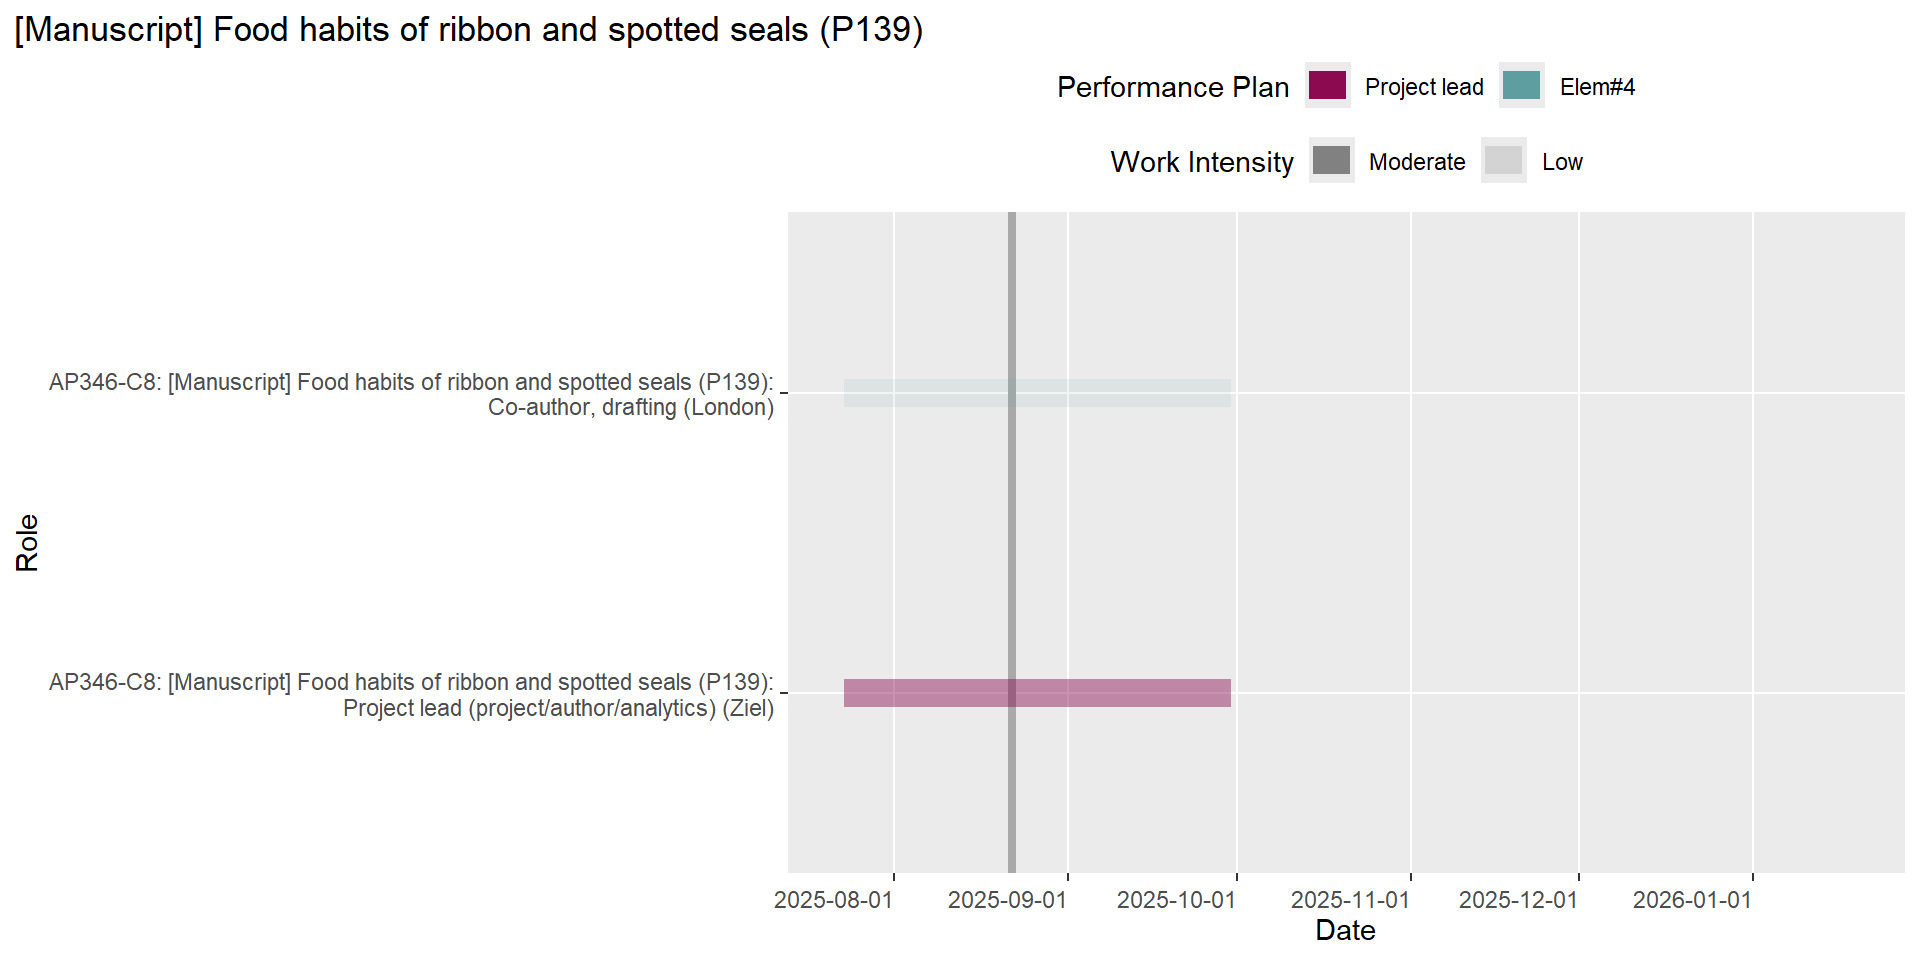 [Manuscript] Food habits of ribbon and spotted seals (P139)
Performance Plan Project lead Elem#4
Work Intensity Moderate Low
AP346-C8: [Manuscript] Food habits of ribbon and spotted seals (P139):
Co-author, drafting (London)
Role
AP346-C8: [Manuscript] Food habits of ribbon and spotted seals (P139):
Project lead (project/author/analytics) (Ziel)
2025-08-01 2025-09-01 2025-10-01 2025-11-01 2025-12-01 2026-01-01
Date